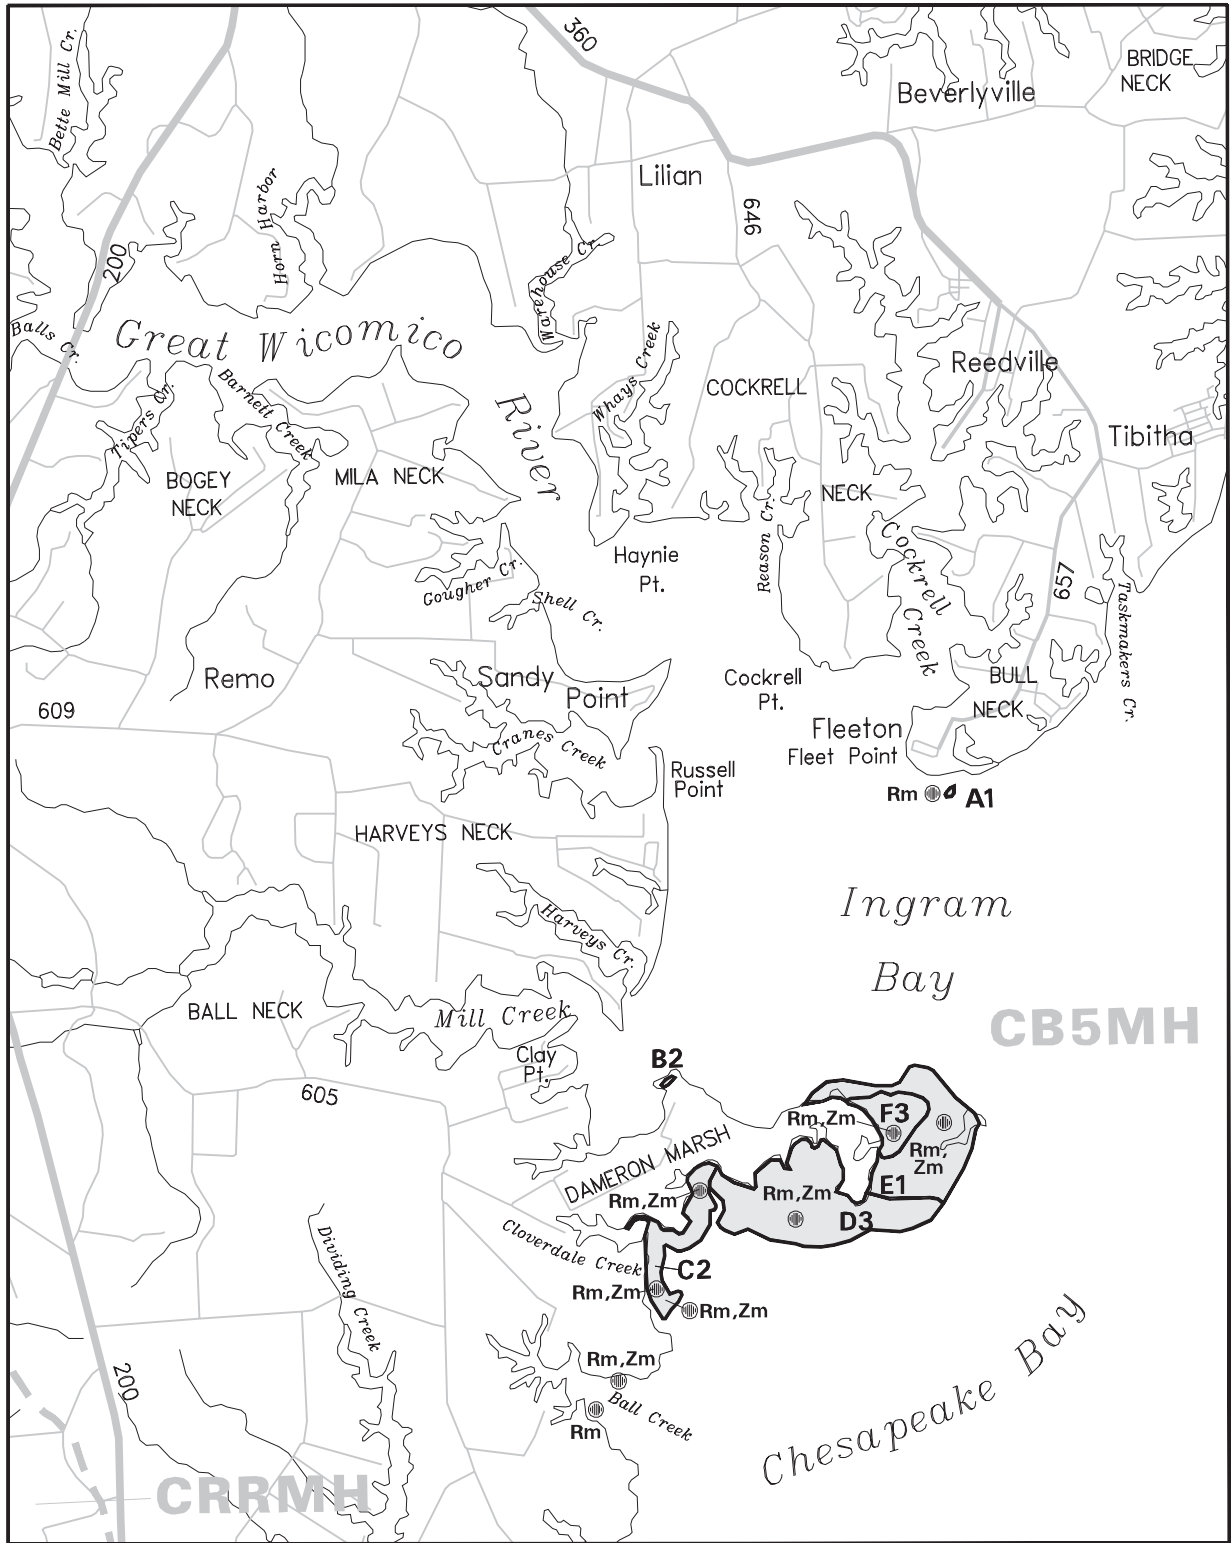 360
Bette Mill Cr.
BRIDGE
NECK
Beverlyville
Lilian
646
Horn Harbor
200
Warehouse Cr.
Balls Cr.
Great Wicomico
River
Whays Creek
Reedville
COCKRELL
NECK
Barnett Creek
Tipers Cr.
Tibitha
BOGEY
NECK
MILA NECK
Reason Cr.
Cockrell
Creek
Haynie
Pt.
657
Gougher Cr.
Shell Cr.
Taskmakers Cr.
Remo
Sandy
Point
Cockrell
Pt.
BULL
NECK
609
Fleeton
Fleet Point
Cranes Creek
Russell
Point
Rm
A1
HARVEYS NECK
Ingram
Bay
Harveys Cr.
BALL NECK
Mill Creek
CB5MH
Clay
Pt.
B2
605
F3
Rm,Zm
Rm,
Zm
DAMERON MARSH
E1
Rm,Zm
Rm,Zm
D3
Cloverdale Creek
Dividing Creek
C2
Rm,Zm
Rm,Zm
Rm,Zm
200
Ball Creek
Rm
Chesapeake Bay
CRRMH